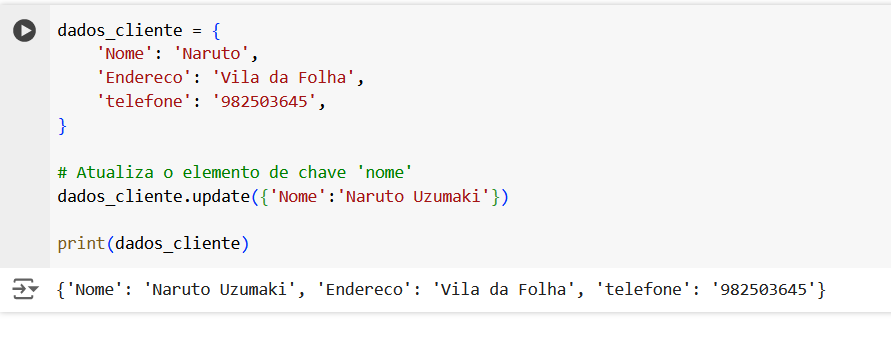 dados_cliente = {
    'Nome': 'Naruto',
    'Endereco': 'Vila da Folha',
    'telefone': '982503645',
}
# Atualiza o elemento de chave 'nome'
dados_cliente.update({'Nome':'Naruto Uzumaki'})
print(dados_cliente)
{'Nome': 'Naruto Uzumaki', 'Endereco': 'Vila da Folha', 'telefone': '982503645'}